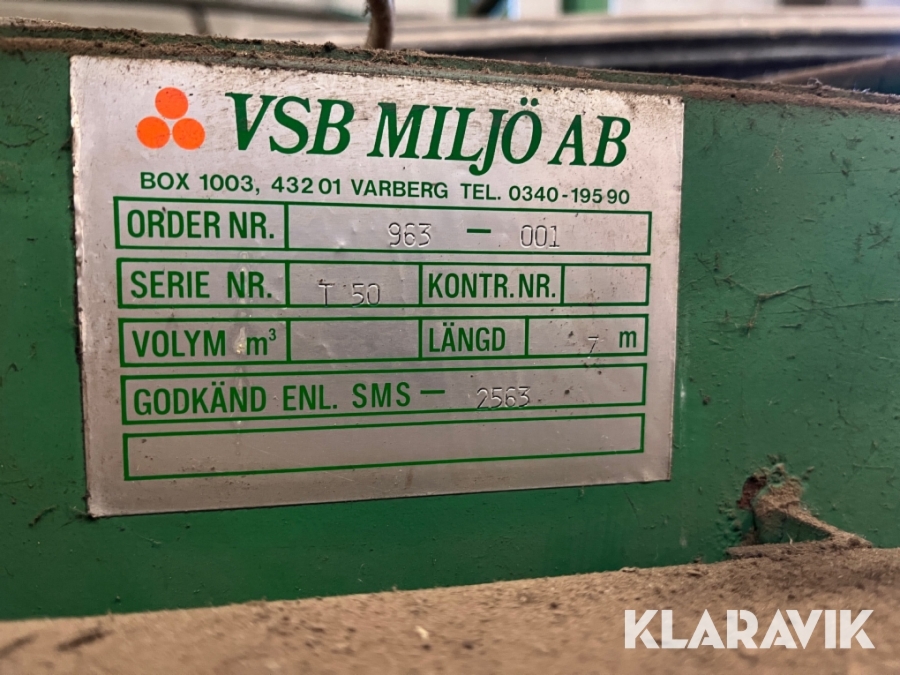 VSB MILJÖ AB
BOX 1003, 432 01 VARBERG TEL. 0340-195 90
ORDER NR. 963 — 001
SERIE NR. T 50 KONTR. NR.
VOLYM m³ LÄNGD 7 m
GODKÄND ENL. SMS — 2563
KLARAVIK